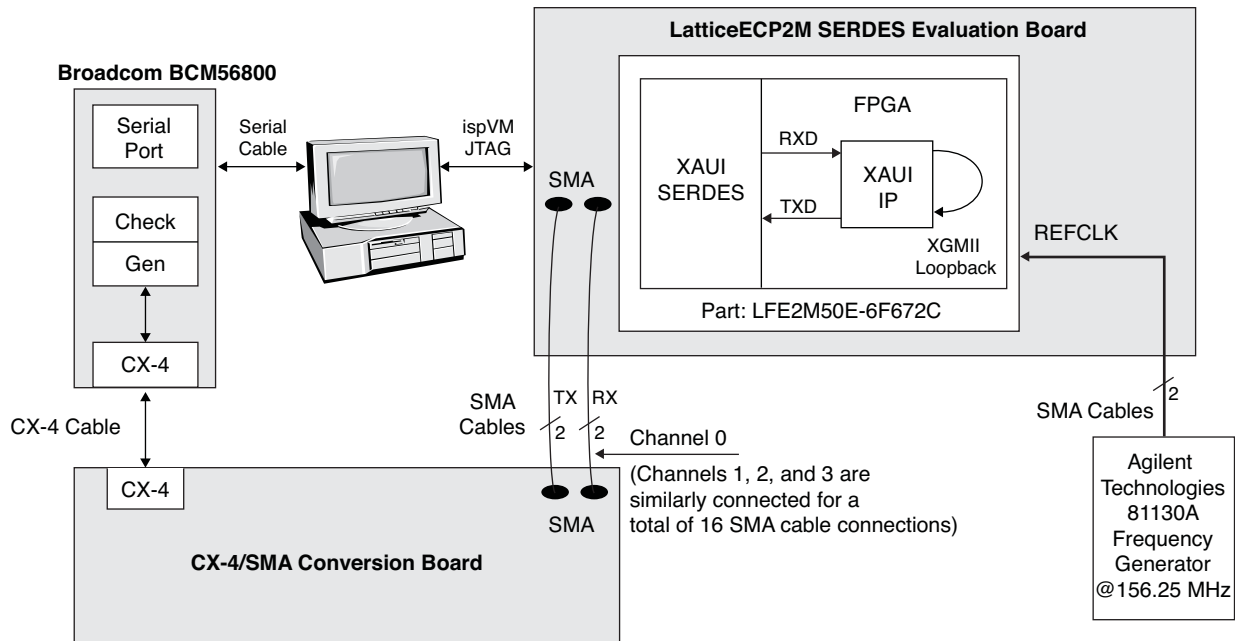 LatticeECP2M SERDES Evaluation Board
Broadcom BCM56800
Serial
Port
Check
Gen
CX-4
Serial
Cable
ispVM
JTAG
SMA
XAUI
SERDES
FPGA
RXD
TXD
XAUI
IP
XGMII
Loopback
Part: LFE2M50E-6F672C
REFCLK
CX-4 Cable
SMA
Cables
TX
2
RX
2
SMA Cables
2
Channel 0
(Channels 1, 2, and 3 are
similarly connected for a
total of 16 SMA cable connections)
CX-4
SMA
CX-4/SMA Conversion Board
Agilent
Technologies
81130A
Frequency
Generator
@156.25 MHz